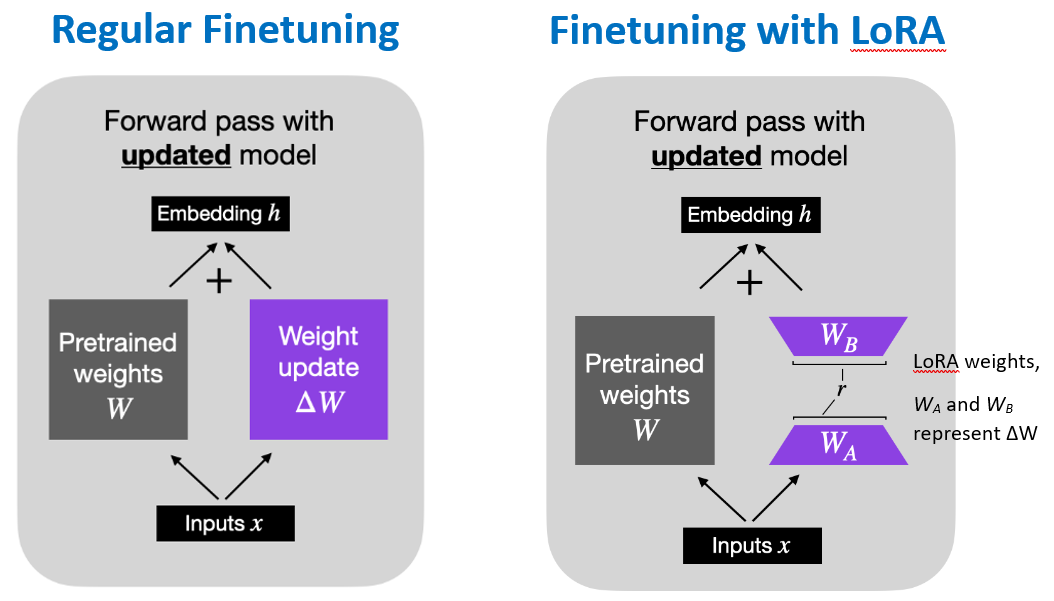 Regular Finetuning
Forward pass with
updated model
Embedding h
+
Pretrained
weights
W
Weight
update
ΔW
Inputs x
Finetuning with LoRA
Forward pass with
updated model
Embedding h
+
Pretrained
weights
W
W_B
r
W_A
LoRA weights,
W_A and W_B
represent ΔW
Inputs x